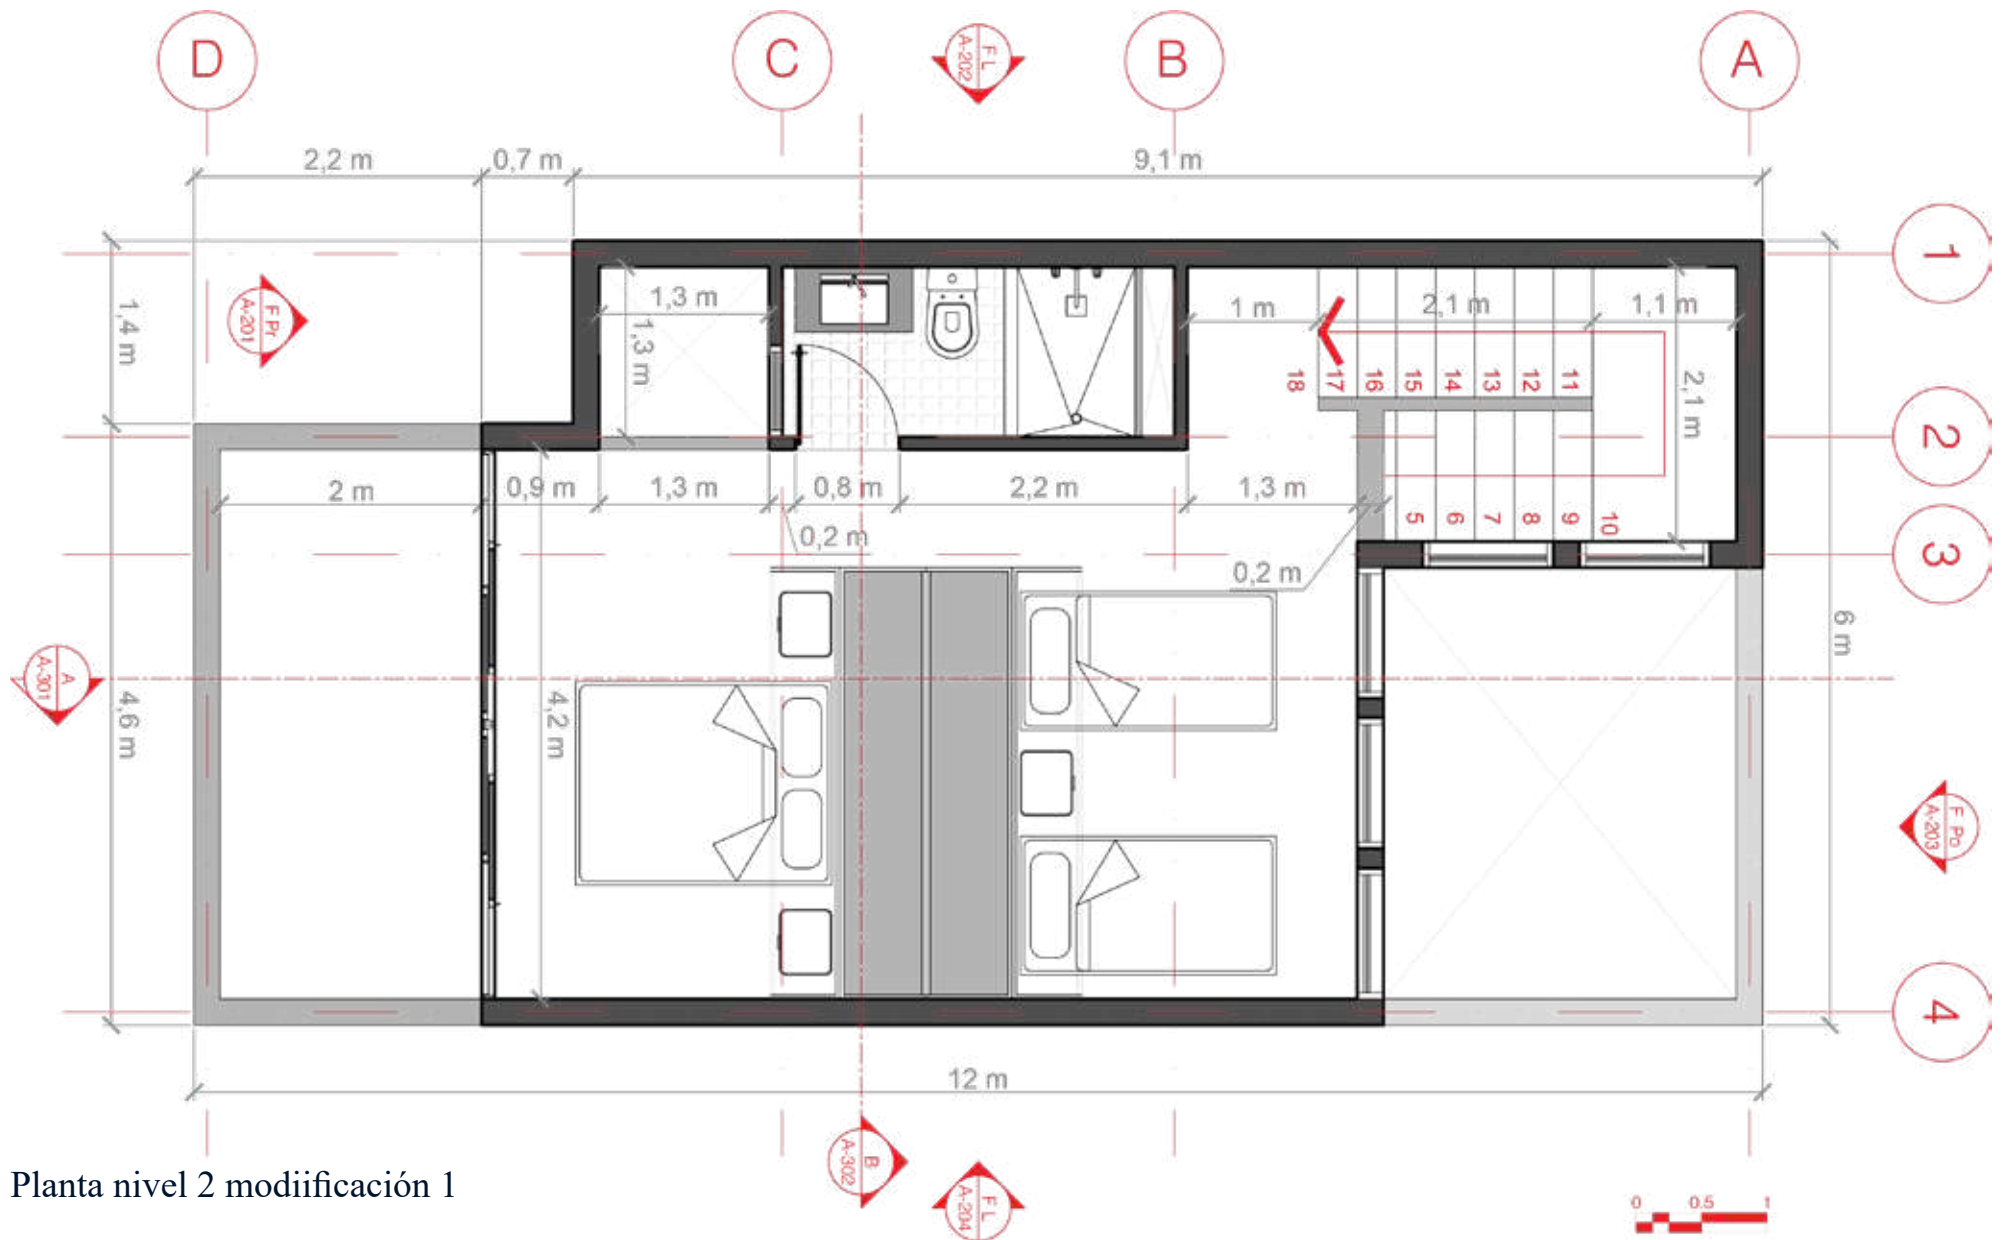 D
C
B
A
F L
A-202
2,2 m
0,7 m
9,1 m
1
1,4 m
F Pr
A-201
1,3 m
1,3 m
1 m
2,1 m
1,1 m
18
17
16
15
14
13
12
11
2,1 m
2
2 m
0,9 m
1,3 m
0,8 m
2,2 m
1,3 m
5
6
7
8
9
10
0,2 m
3
0,2 m
6 m
A
A-301
4,6 m
4,2 m
F Po
A-203
4
12 m
B
A-302
F L
A-204
Planta nivel 2 modiificación 1
0 0.5 1